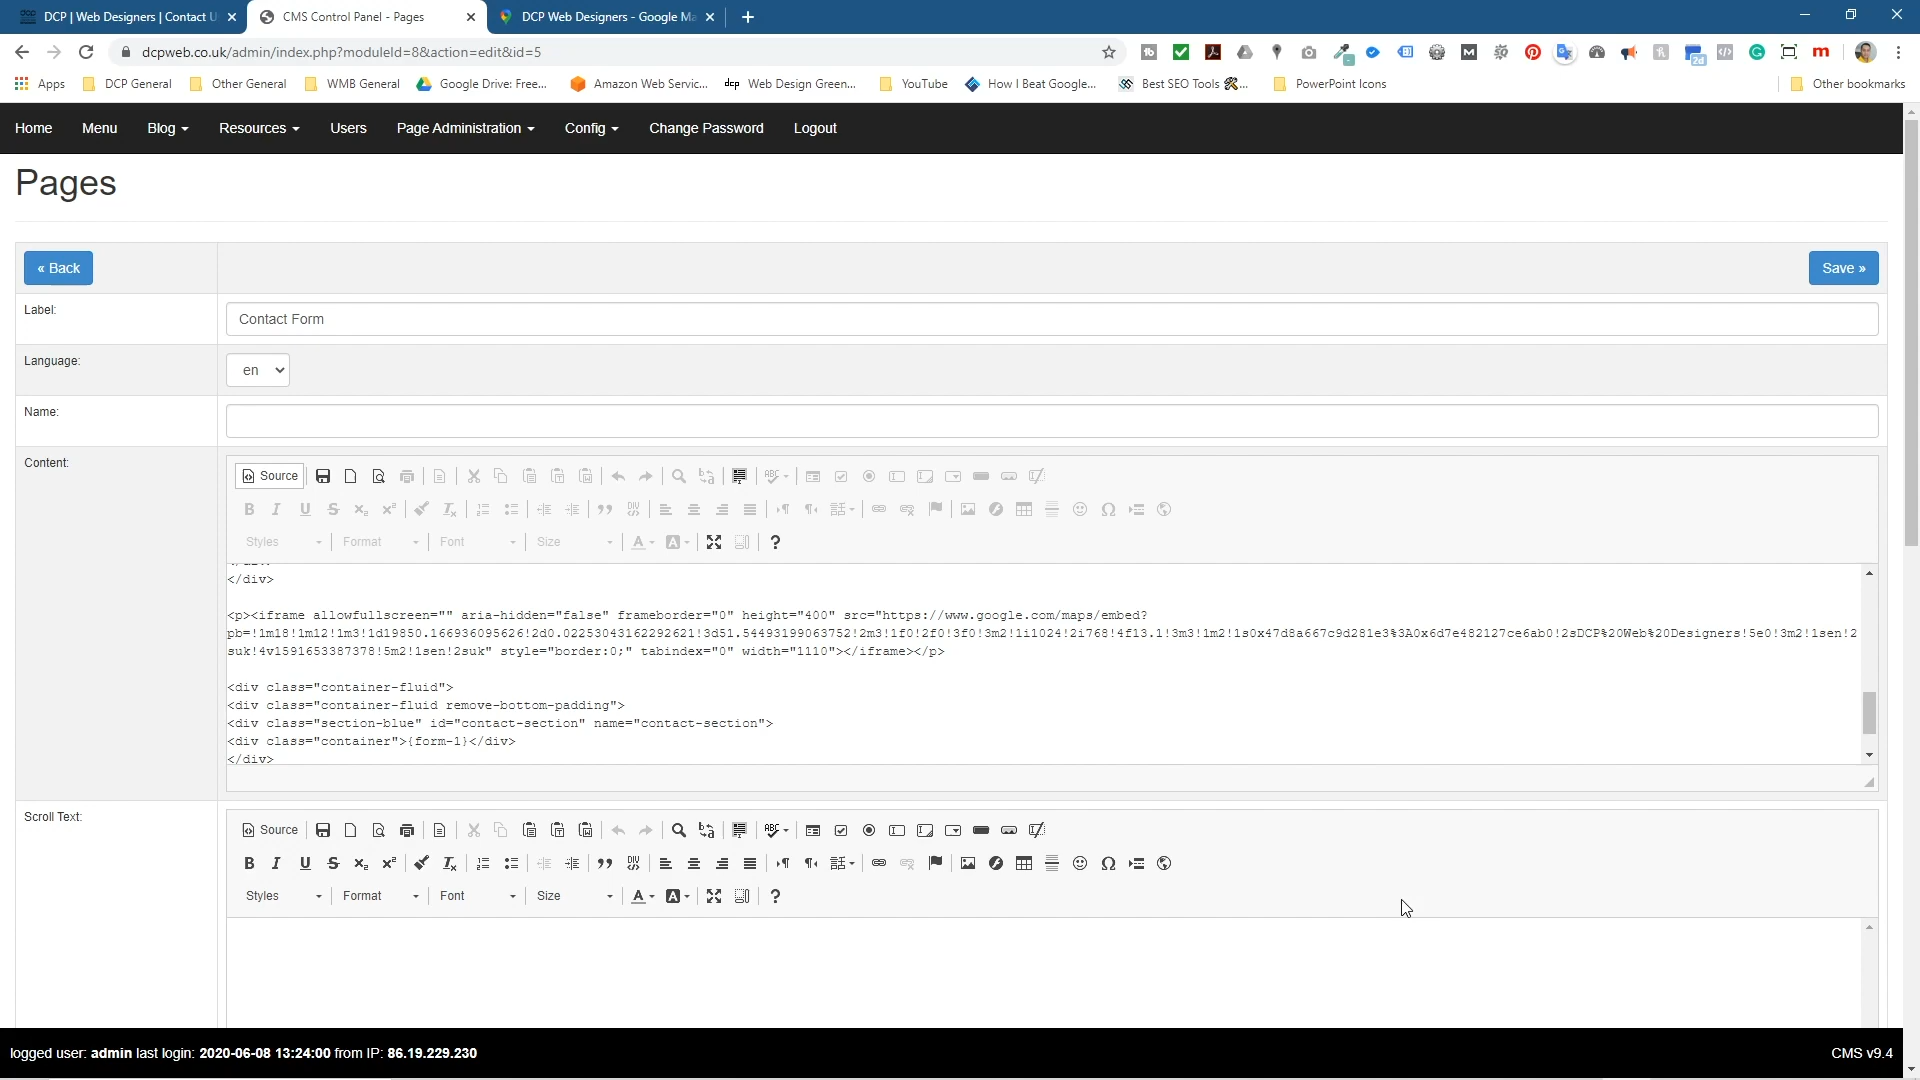 DCP | Web Designers | Contact U
CMS Control Panel - Pages
DCP Web Designers - Google Ma
dcpweb.co.uk/admin/index.php?moduleId=8&action=edit&id=5
Apps
DCP General
Other General
WMB General
Google Drive: Free...
Amazon Web Servic...
dcp Web Design Green...
YouTube
How I Beat Google...
Best SEO Tools ...
PowerPoint Icons
Other bookmarks
Home Menu Blog Resources Users Page Administration Config Change Password Logout
Pages
« Back
Save »
Label:
Contact Form
Language:
en
Name:
Content:
Source
Styles Format Font Size
</div>
<p><iframe allowfullscreen="" aria-hidden="false" frameborder="0" height="400" src="https://www.google.com/maps/embed?
pb=!1m18!1m12!1m3!1d19850.166936095626!2d0.02253043162292621!3d51.54493199063752!2m3!1f0!2f0!3f0!3m2!1i1024!2i768!4f13.1!3m3!1m2!1s0x47d8a667c9d281e3%3A0x6d7e482127ce6ab0!2sDCP%20Web%20Designers!5e0!3m2!1sen!2
suk!4v1591653387378!5m2!1sen!2suk" style="border:0;" tabindex="0" width="1110"></iframe></p>
<div class="container-fluid">
<div class="container-fluid remove-bottom-padding">
<div class="section-blue" id="contact-section" name="contact-section">
<div class="container">{form-1}</div>
</div>
Scroll Text:
Source
Styles Format Font Size
logged user: admin last login: 2020-06-08 13:24:00 from IP: 86.19.229.230
CMS v9.4